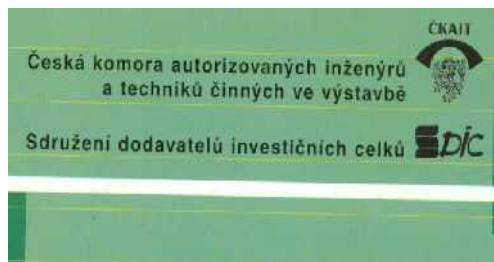 ČKAIT
Česká komora autorizovaných inženýrů
a techniků činných ve výstavbě
Sdružení dodavatelů investičních celků SDIC